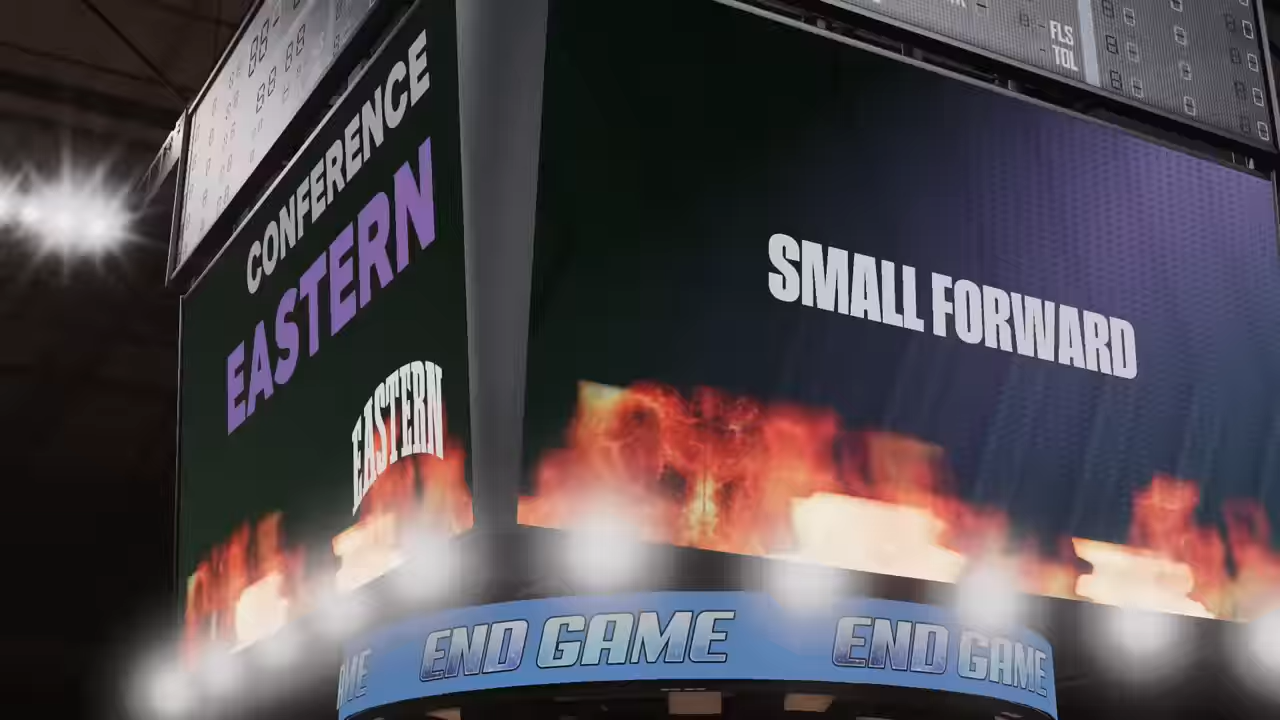 FLS
TOL
CONFERENCE
EASTERN
EASTERN
SMALL FORWARD
END GAME
END GAME